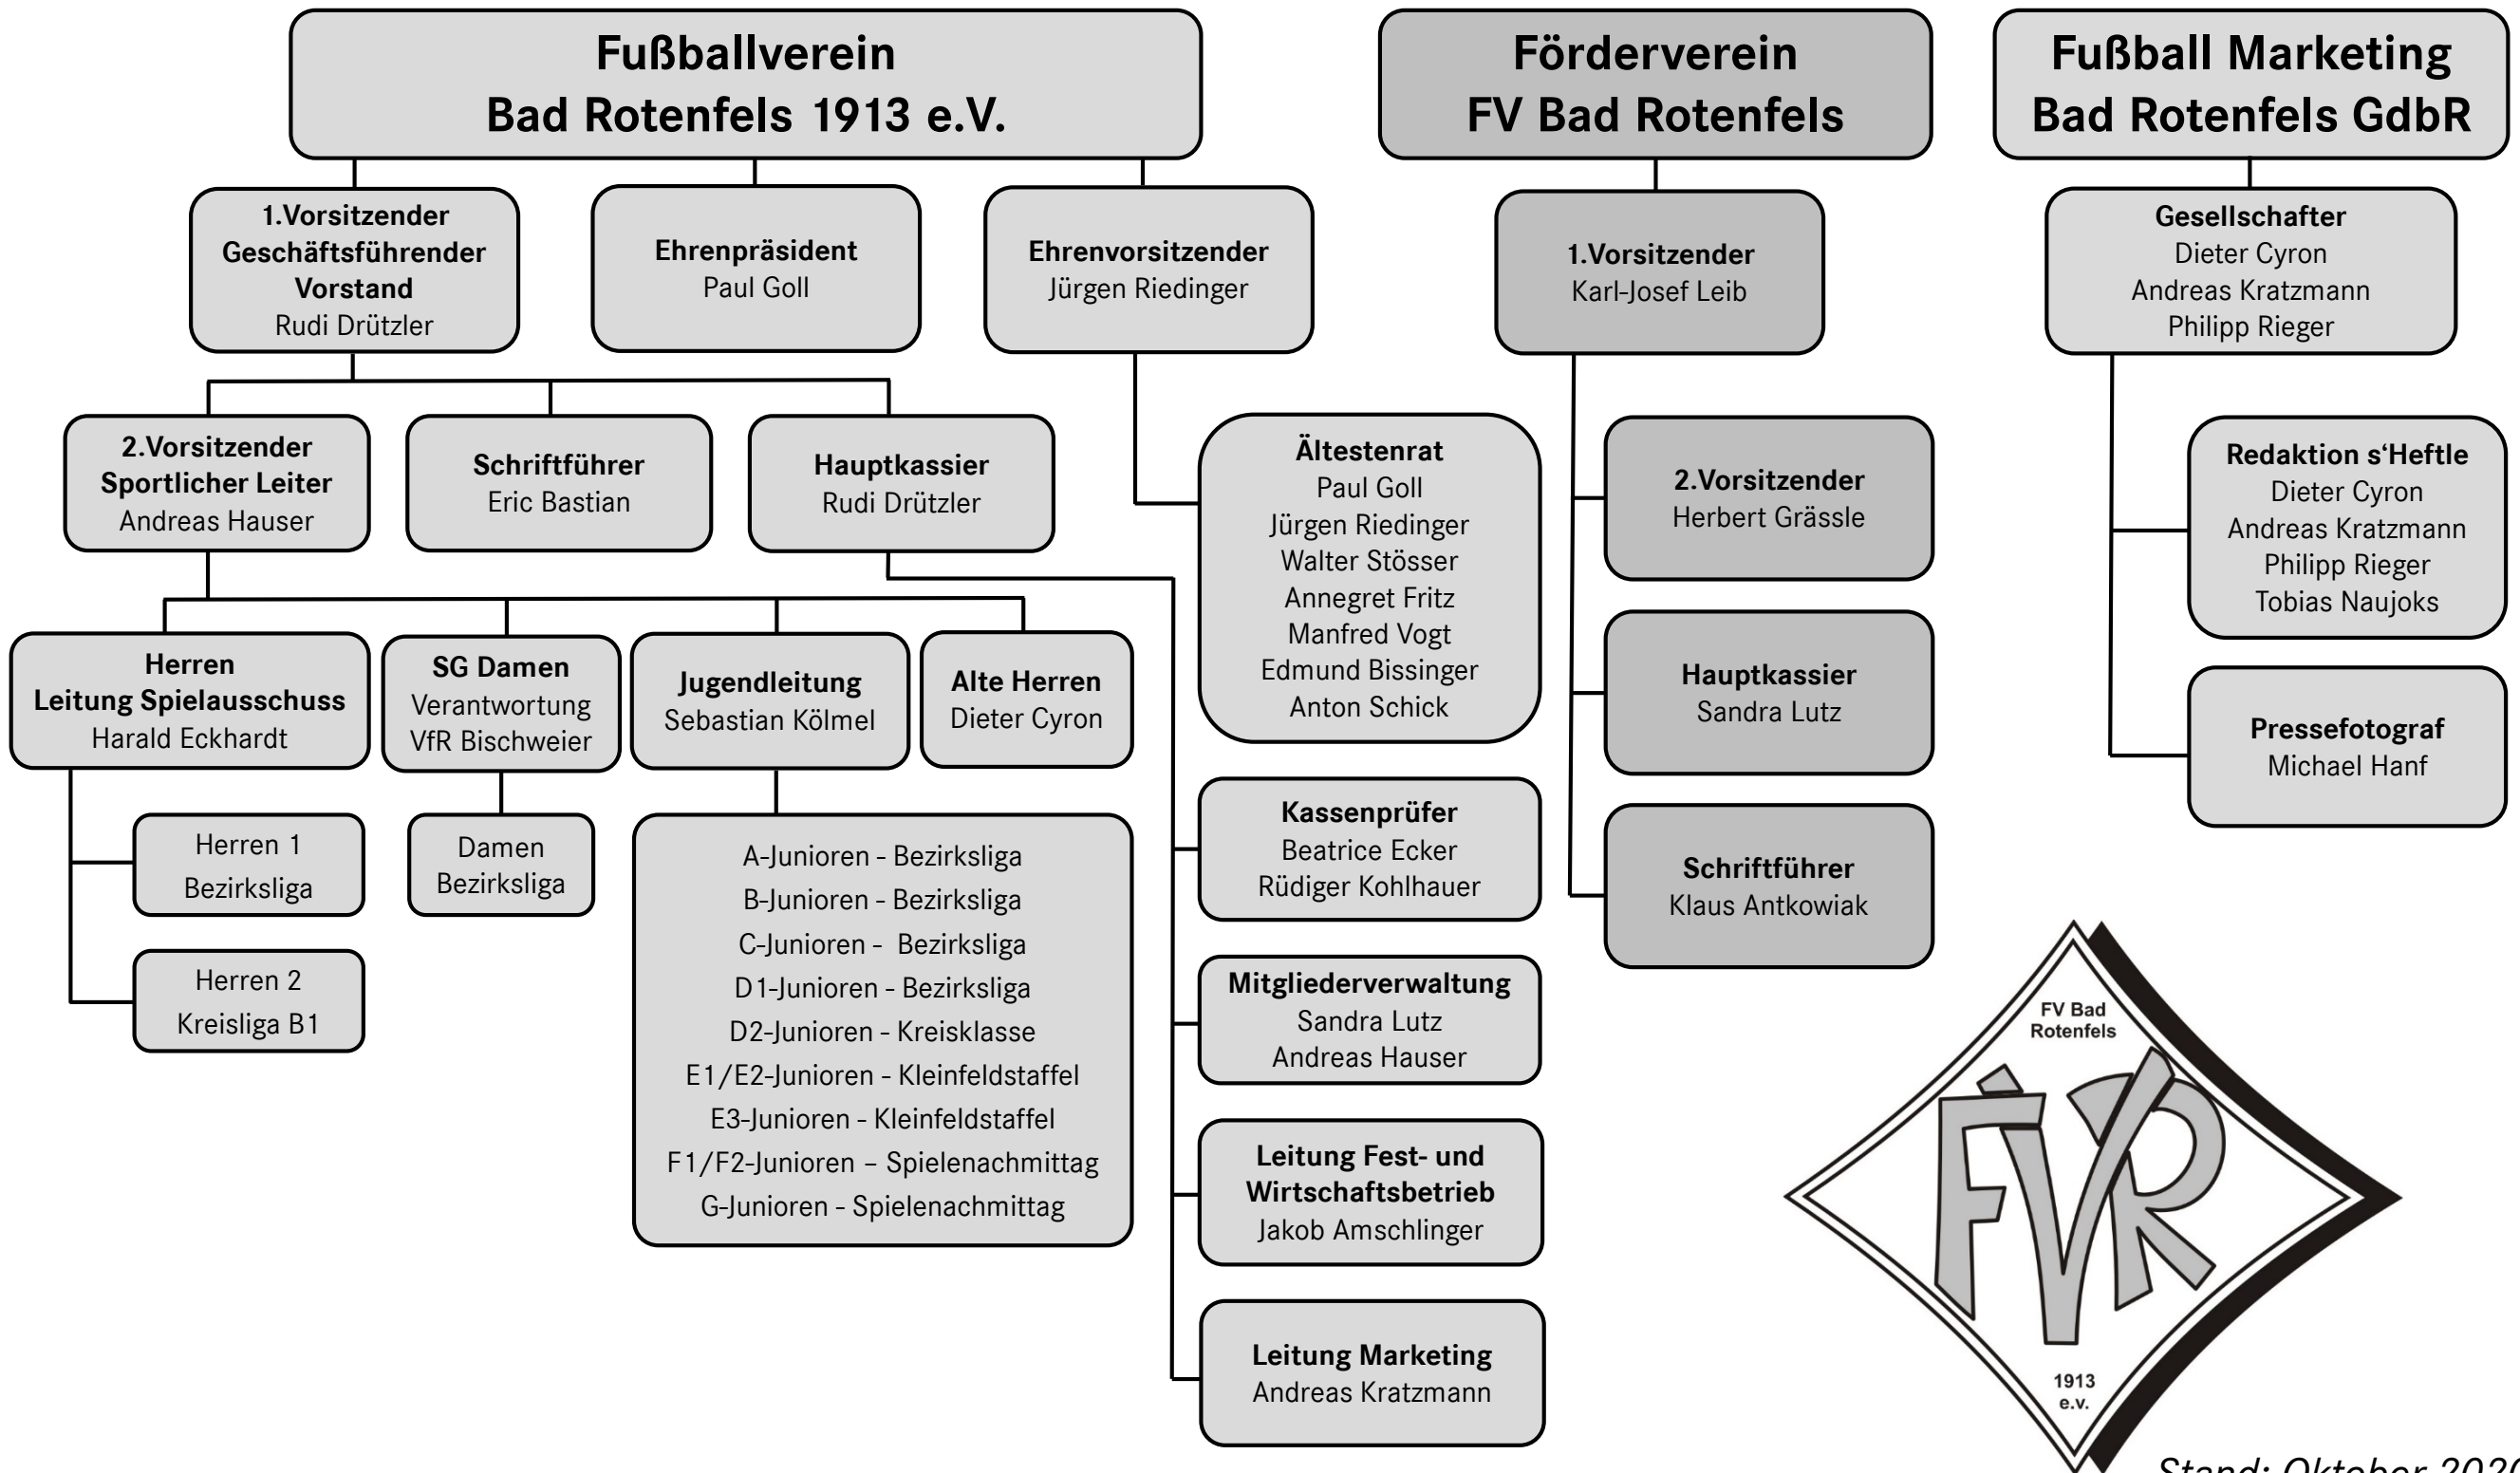 Fußballverein
Bad Rotenfels 1913 e.V.
Förderverein
FV Bad Rotenfels
Fußball Marketing
Bad Rotenfels GdbR
1.Vorsitzender
Geschäftsführender
Vorstand
Rudi Drützler
Ehrenpräsident
Paul Goll
Ehrenvorsitzender
Jürgen Riedinger
1.Vorsitzender
Karl-Josef Leib
Gesellschafter
Dieter Cyron
Andreas Kratzmann
Philipp Rieger
2.Vorsitzender
Sportlicher Leiter
Andreas Hauser
Schriftführer
Eric Bastian
Hauptkassier
Rudi Drützler
Ältestenrat
Paul Goll
Jürgen Riedinger
Walter Stösser
Annegret Fritz
Manfred Vogt
Edmund Bissinger
Anton Schick
2.Vorsitzender
Herbert Grässle
Redaktion s‘Heftle
Dieter Cyron
Andreas Kratzmann
Philipp Rieger
Tobias Naujoks
Herren
Leitung Spielausschuss
Harald Eckhardt
SG Damen
Verantwortung
VfR Bischweier
Jugendleitung
Sebastian Kölmel
Alte Herren
Dieter Cyron
Hauptkassier
Sandra Lutz
Pressefotograf
Michael Hanf
Herren 1
Bezirksliga
Damen
Bezirksliga
Herren 2
Kreisliga B1
A-Junioren - Bezirksliga
B-Junioren - Bezirksliga
C-Junioren - Bezirksliga
D1-Junioren - Bezirksliga
D2-Junioren - Kreisklasse
E1/E2-Junioren - Kleinfeldstaffel
E3-Junioren - Kleinfeldstaffel
F1/F2-Junioren – Spielenachmittag
G-Junioren - Spielenachmittag
Kassenprüfer
Beatrice Ecker
Rüdiger Kohlhauer
Schriftführer
Klaus Antkowiak
Mitgliederverwaltung
Sandra Lutz
Andreas Hauser
Leitung Fest- und
Wirtschaftsbetrieb
Jakob Amschlinger
Leitung Marketing
Andreas Kratzmann
FV Bad
Rotenfels
FVR
1913
e.v.
Stand: Oktober